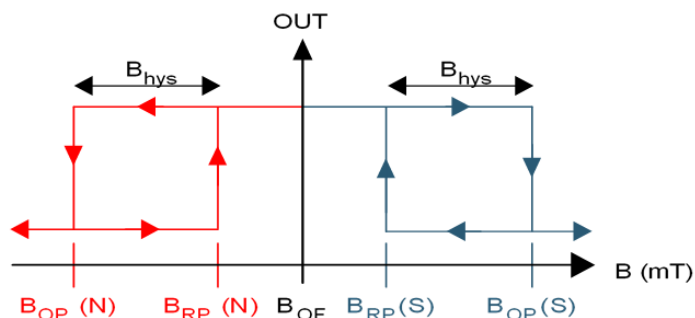 OUT
Bhys
Bhys
B (mT)
BOP (N)
BRP (N)
BOF
BRP(S)
BOP(S)